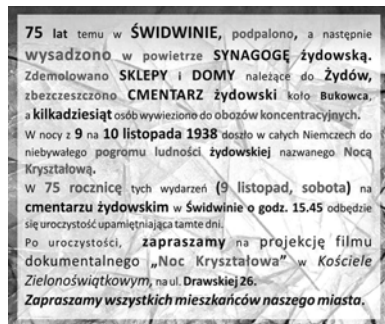 75 lat temu w ŚWIDWINIE, podpalono, a następnie
wysadzono w powietrze SYNAGOGĘ żydowską.
Zdemolowano SKLEPY i DOMY należące do Żydów,
zbezczeszczono CMENTARZ żydowski koło Bukowca,
a kilkadziesiąt osób wywieziono do obozów koncentracyjnych.
W nocy z 9 na 10 listopada 1938 doszło w całych Niemczech do
niebywałego pogromu ludności żydowskiej nazwanego Nocą
Kryształową.
W 75 rocznicę tych wydarzeń (9 listopad, sobota) na
cmentarzu żydowskim w Świdwinie o godz. 15.45 odbędzie
się uroczystość upamiętniająca tamte dni.
Po uroczystości, zapraszamy na projekcję filmu
dokumentalnego „Noc Kryształowa” w Kościele
Zielonoświątkowym, na ul. Drawskiej 26.
Zapraszamy wszystkich mieszkańców naszego miasta.